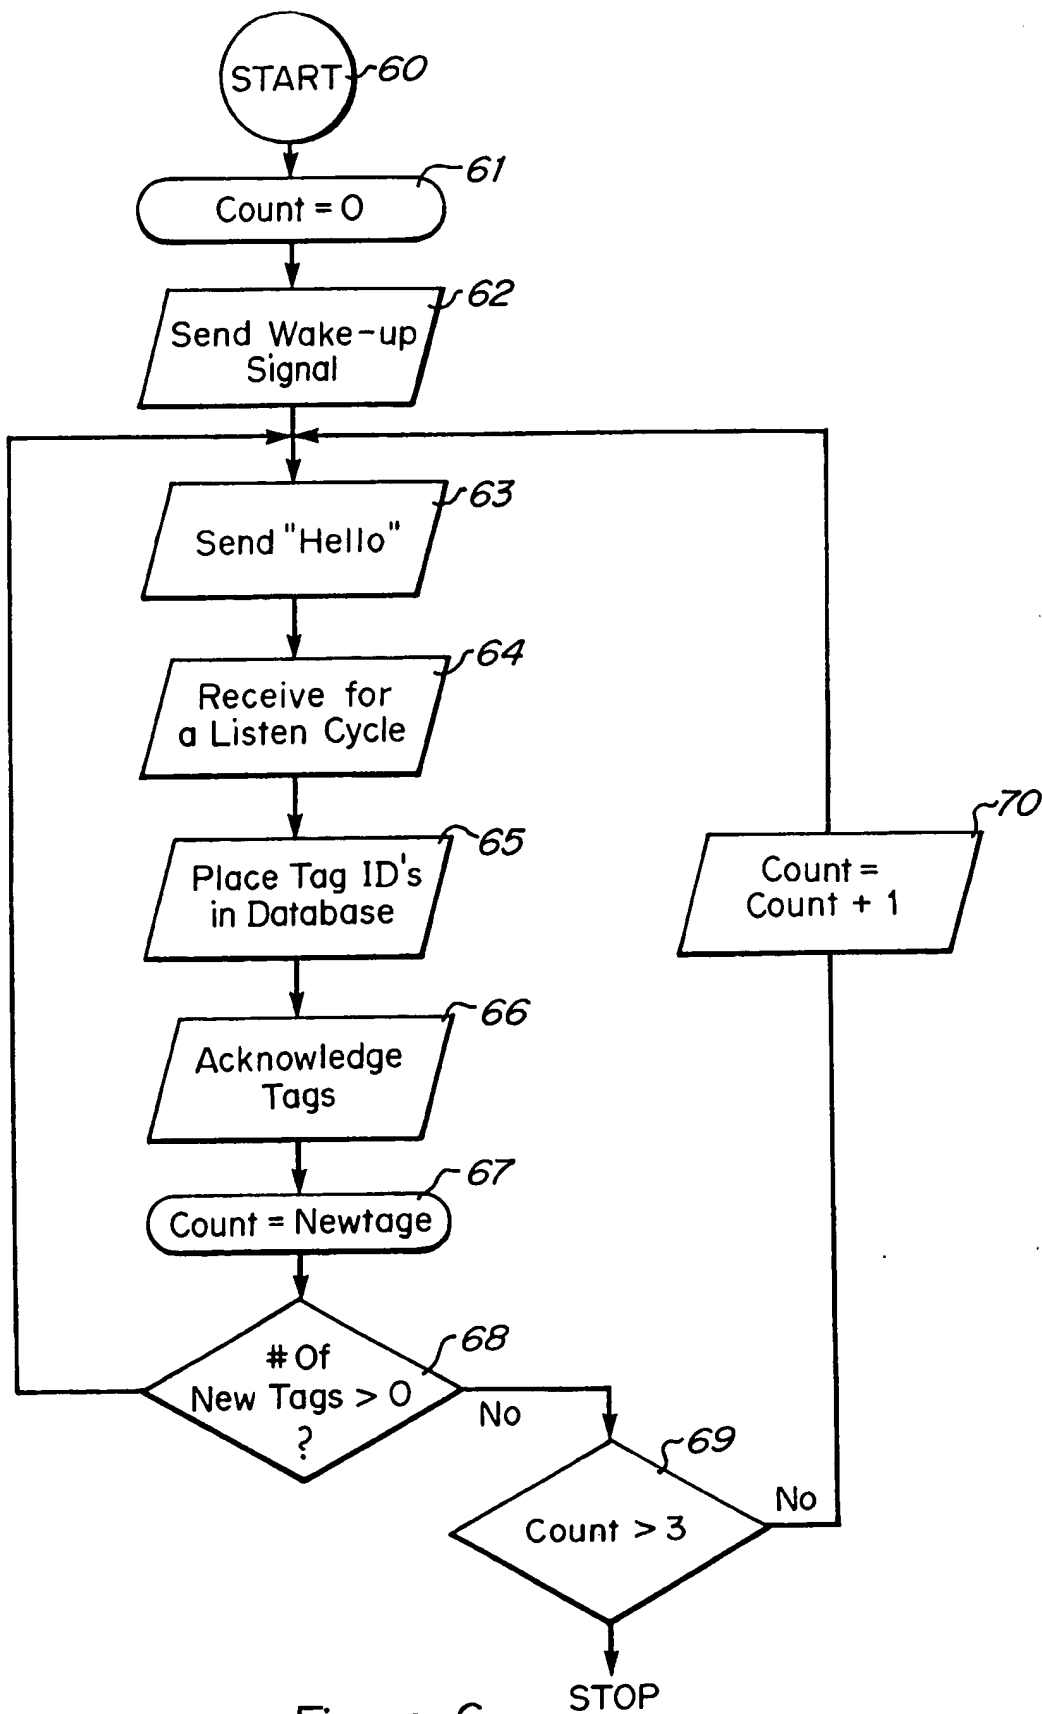 START
60
61
Count = 0
62
Send Wake-up
Signal
63
Send "Hello"
64
Receive for
a Listen Cycle
65
Place Tag ID's
in Database
70
Count =
Count + 1
66
Acknowledge
Tags
67
Count = Newtage
68
# Of
New Tags > 0
?
No
69
Count > 3
No
STOP